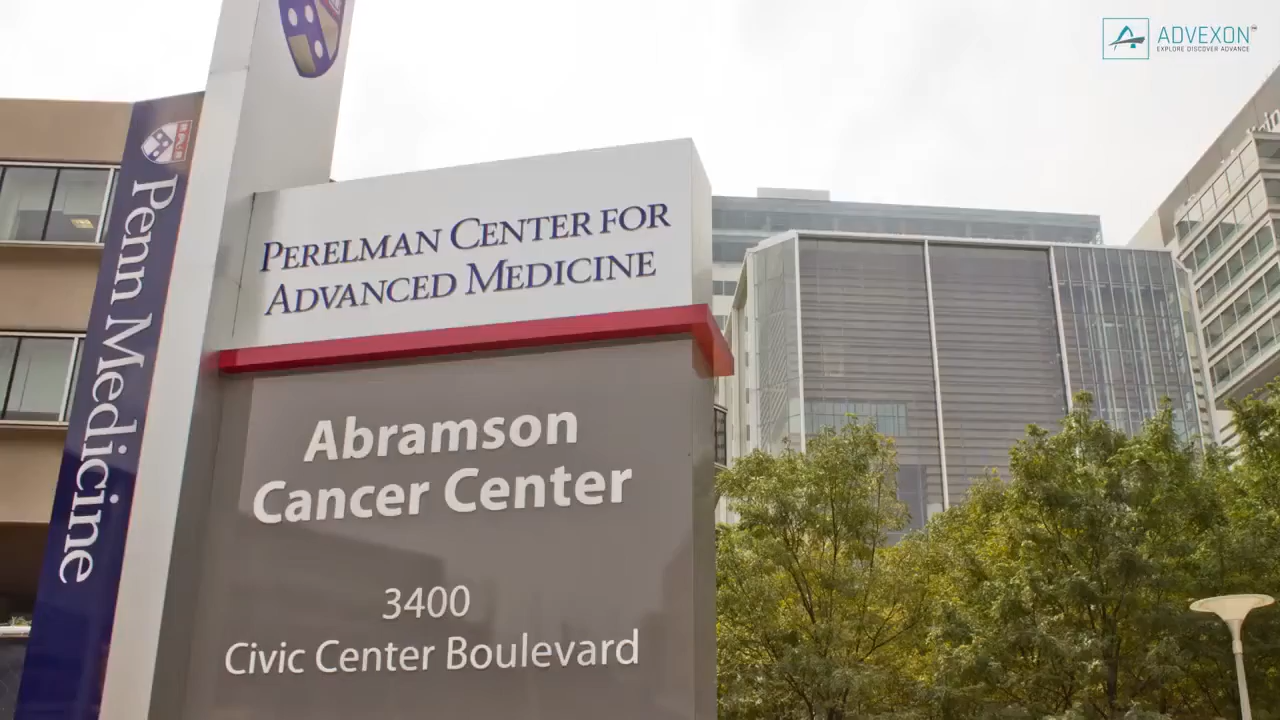 ADVEXON
EXPLORE DISCOVER ADVANCE
Penn Medicine
PERELMAN CENTER FOR
ADVANCED MEDICINE
Abramson
Cancer Center
3400
Civic Center Boulevard